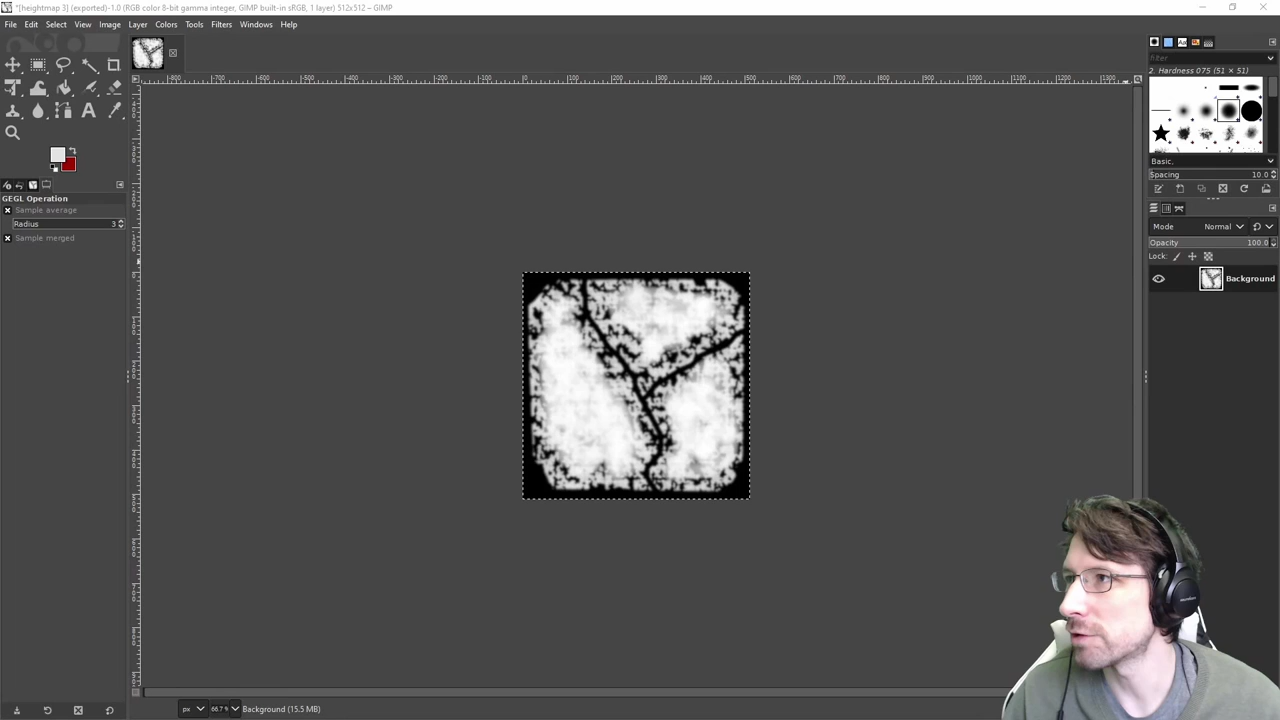 *[heightmap 3] (exported)-1.0 (RGB color 8-bit gamma integer, GIMP built-in sRGB, 1 layer) 512x512 – GIMP
File Edit Select View Image Layer Colors Tools Filters Windows Help
filter
2. Hardness 075 (51 × 51)
Basic,
Spacing 10.0
GEGL Operation
Sample average
Radius 3
Sample merged
Mode Normal
Opacity 100.0
Lock:
Background
px 66.7 % Background (15.5 MB)